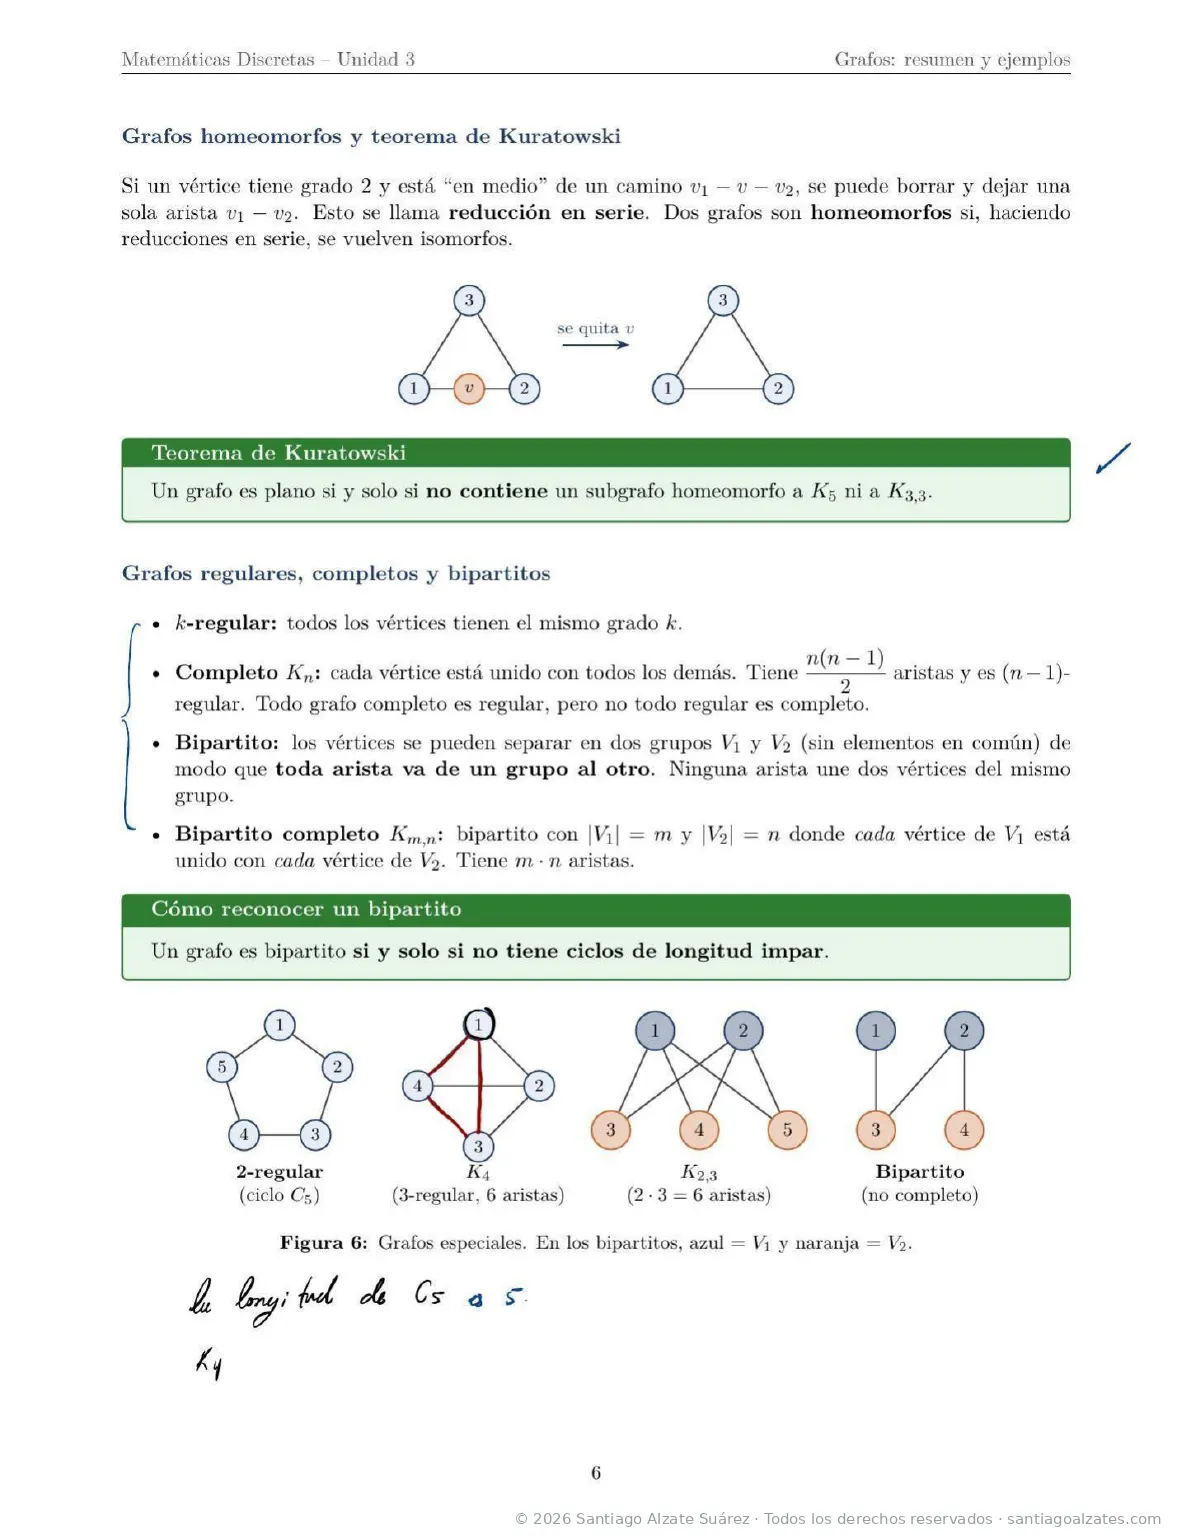 Matemáticas Discretas – Unidad 3
Grafos: resumen y ejemplos
Grafos homeomorfos y teorema de Kuratowski
Si un vértice tiene grado 2 y está “en medio” de un camino v₁ − v − v₂, se puede borrar y dejar una
sola arista v₁ − v₂. Esto se llama reducción en serie. Dos grafos son homeomorfos si, haciendo
reducciones en serie, se vuelven isomorfos.
3
1
v
2
se quita v
3
1
2
Teorema de Kuratowski
Un grafo es plano si y solo si no contiene un subgrafo homeomorfo a K₅ ni a K₃,₃.
Grafos regulares, completos y bipartitos
• k-regular: todos los vértices tienen el mismo grado k.
• Completo Kₙ: cada vértice está unido con todos los demás. Tiene n(n − 1)/2 aristas y es (n − 1)-
regular. Todo grafo completo es regular, pero no todo regular es completo.
• Bipartito: los vértices se pueden separar en dos grupos V₁ y V₂ (sin elementos en común) de
modo que toda arista va de un grupo al otro. Ninguna arista une dos vértices del mismo
grupo.
• Bipartito completo Kₘ,ₙ: bipartito con |V₁| = m y |V₂| = n donde cada vértice de V₁ está
unido con cada vértice de V₂. Tiene m · n aristas.
Cómo reconocer un bipartito
Un grafo es bipartito si y solo si no tiene ciclos de longitud impar.
1
5
2
4
3
2-regular
(ciclo C₅)
1
4
2
3
K₄
(3-regular, 6 aristas)
1
2
3
4
5
K₂,₃
(2 · 3 = 6 aristas)
1
2
3
4
Bipartito
(no completo)
Figura 6: Grafos especiales. En los bipartitos, azul = V₁ y naranja = V₂.
la longitud de C5 5.
K4
6
© 2026 Santiago Alzate Suárez · Todos los derechos reservados · santiagoalzates.com